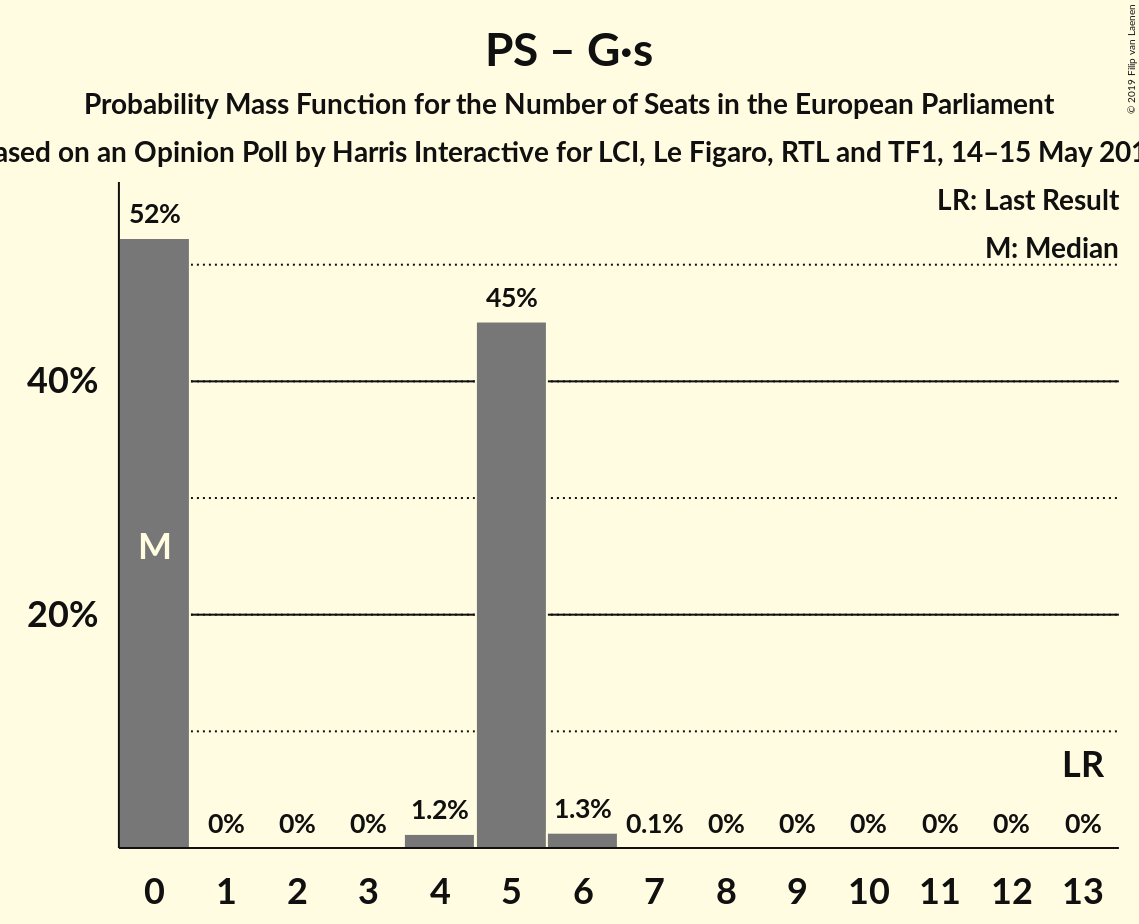 PS – G·s
Probability Mass Function for the Number of Seats in the European Parliament
on an Opinion Poll by Harris Interactive for LCI, Le Figaro, RTL and TF1, 14–15 May
© 2019 Filip van Laenen
LR: Last Result
M: Median
52%
45%
40%
M
20%
LR
1.2%
1.3%
0% 0% 0% 0.1% 0% 0% 0% 0% 0% 0%
0 1 2 3 4 5 6 7 8 9 10 11 12 13